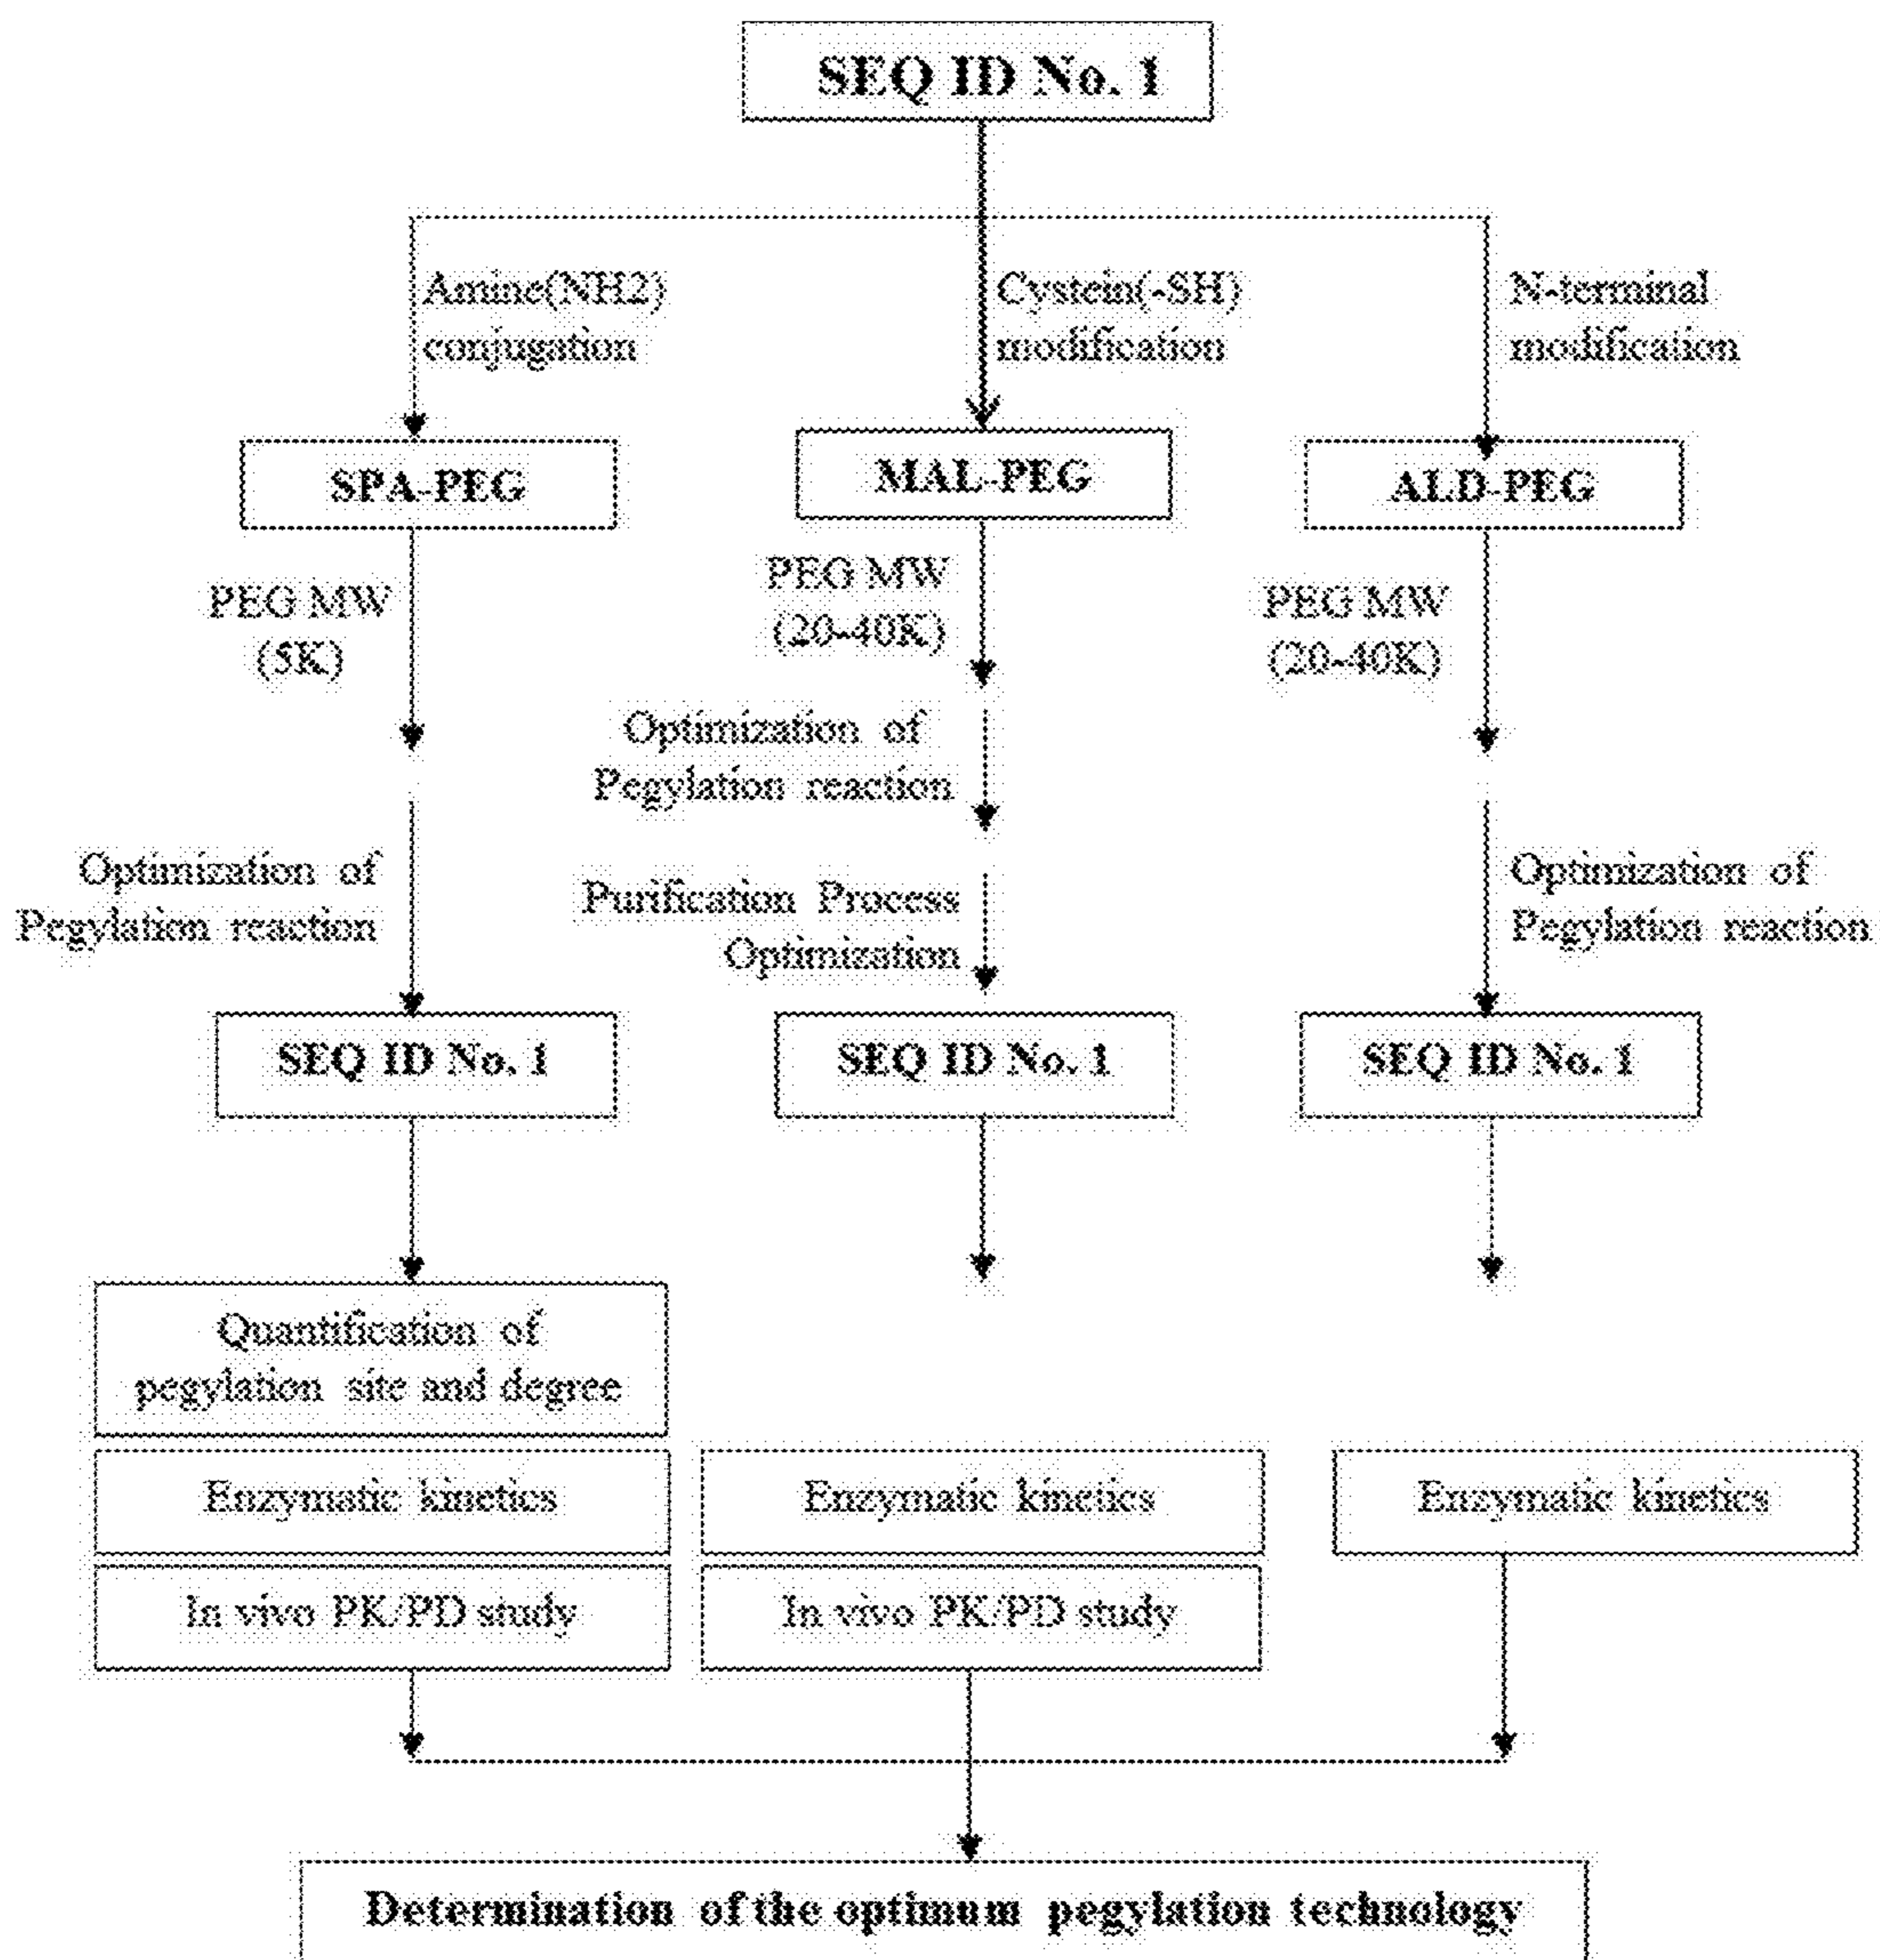 SEQ ID No. 1
Amine(NH2)
conjugation
Cystein(-SH)
modification
N-terminal
modification
SPA-PEG
MAL-PEG
ALD-PEG
PEG MW
(5K)
PEG MW
(20-40K)
PEG MW
(20-40K)
Optimization of
Pegylation reaction
Optimization of
Pegylation reaction
Purification Process
Optimization
Optimization of
Pegylation reaction
SEQ ID No. 1
SEQ ID No. 1
SEQ ID No. 1
Quantification of
pegylation site and degree
Enzymatic kinetics
Enzymatic kinetics
Enzymatic kinetics
In vivo PK/PD study
In vivo PK/PD study
Determination of the optimum pegylation technology